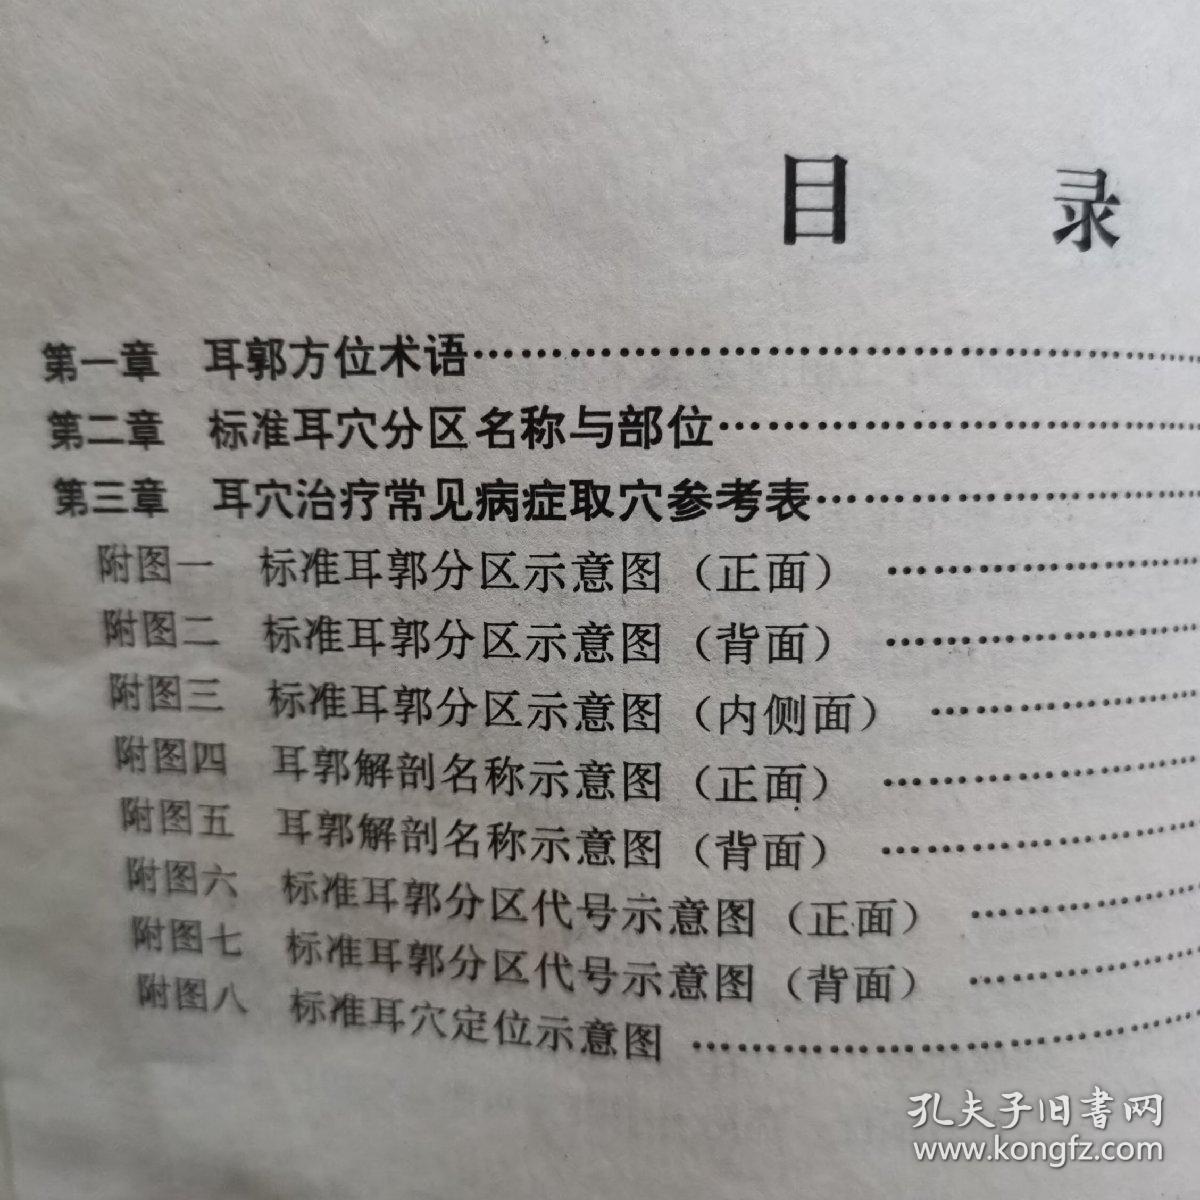 目 录
第一章 耳郭方位术语……………………………
第二章 标准耳穴分区名称与部位……………………
第三章 耳穴治疗常见病症取穴参考表………………
附图一 标准耳郭分区示意图（正面）……………
附图二 标准耳郭分区示意图（背面）……………
附图三 标准耳郭分区示意图（内侧面）…………
附图四 耳郭解剖名称示意图（正面）……………
附图五 耳郭解剖名称示意图（背面）……………
附图六 标准耳郭分区代号示意图（正面）…………
附图七 标准耳郭分区代号示意图（背面）…………
附图八 标准耳穴定位示意图……………………
孔夫子旧书网
www.kongfz.com